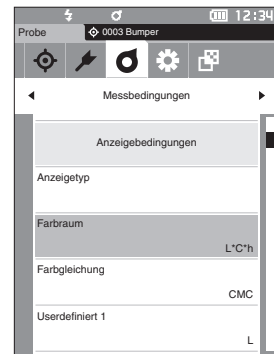 12:34
Probe 0003 Bumper
Messbedingungen
Anzeigebedingungen
Anzeigetyp
Farbraum
L*C*h
Farbgleichung
CMC
Userdefiniert 1
L